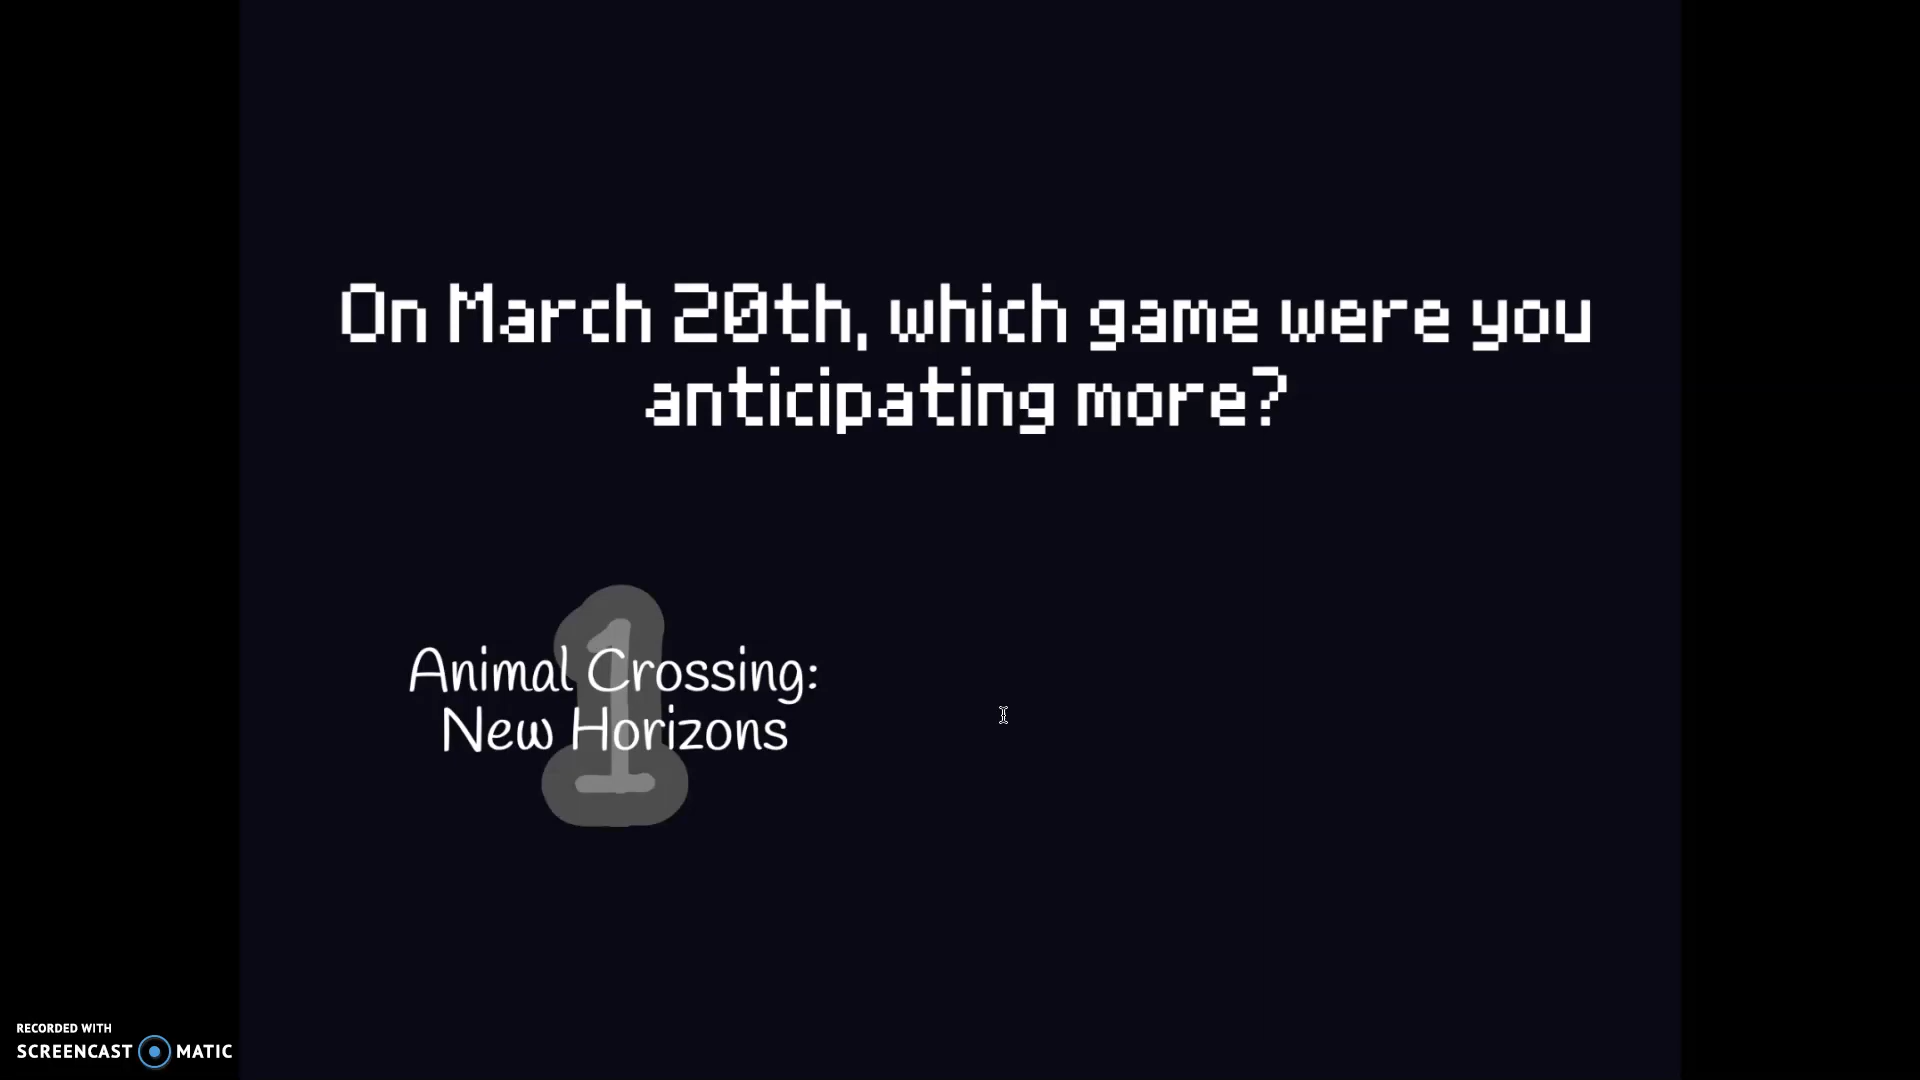 On March 20th, which game were you
anticipating more?
1
Animal Crossing:
New Horizons
RECORDED WITH
SCREENCAST MATIC